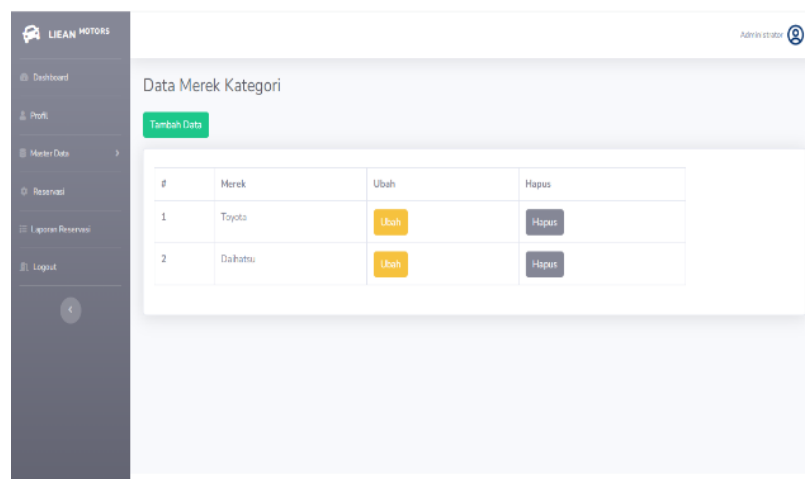 LIEAN MOTORS
Administrator
Dashboard
Profil
Master Data
Reservasi
Laporan Reservasi
Logout
Data Merek Kategori
Tambah Data
# Merek Ubah Hapus
1 Toyota Ubah Hapus
2 Daihatsu Ubah Hapus